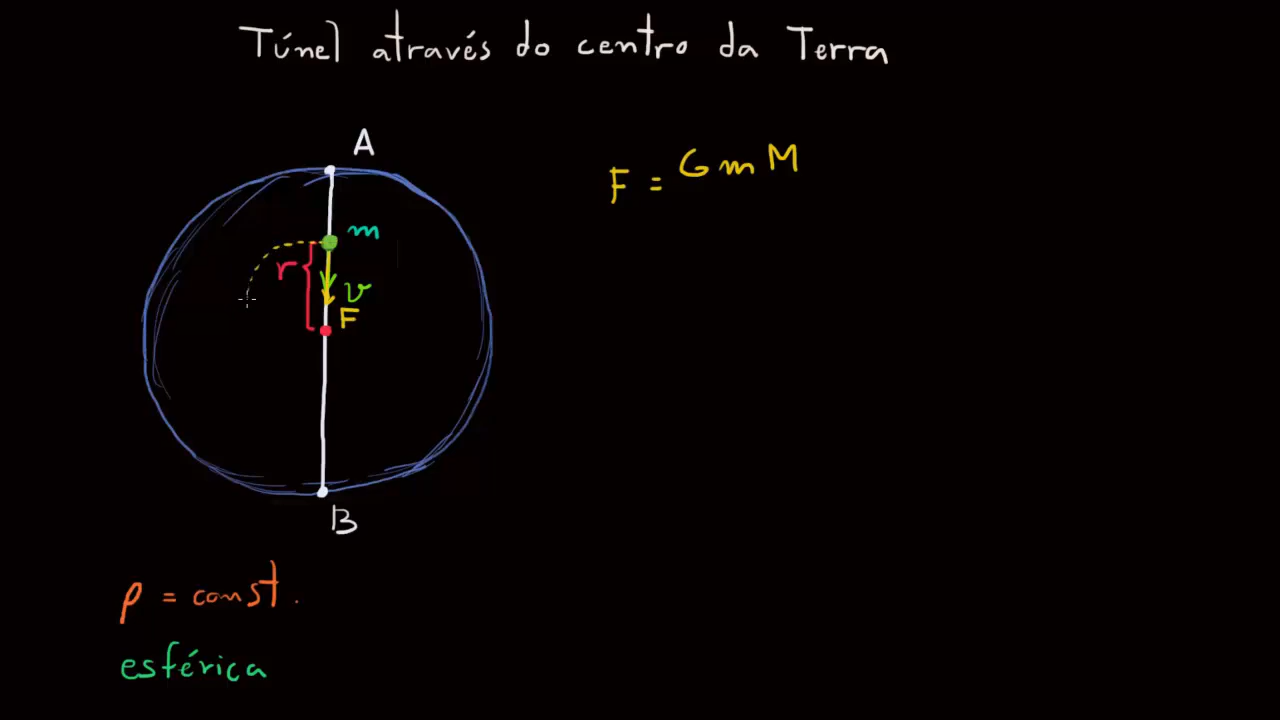 Túnel através do centro da Terra
A
F = G m M
m
r
v
F
B
ρ = const.
esférica